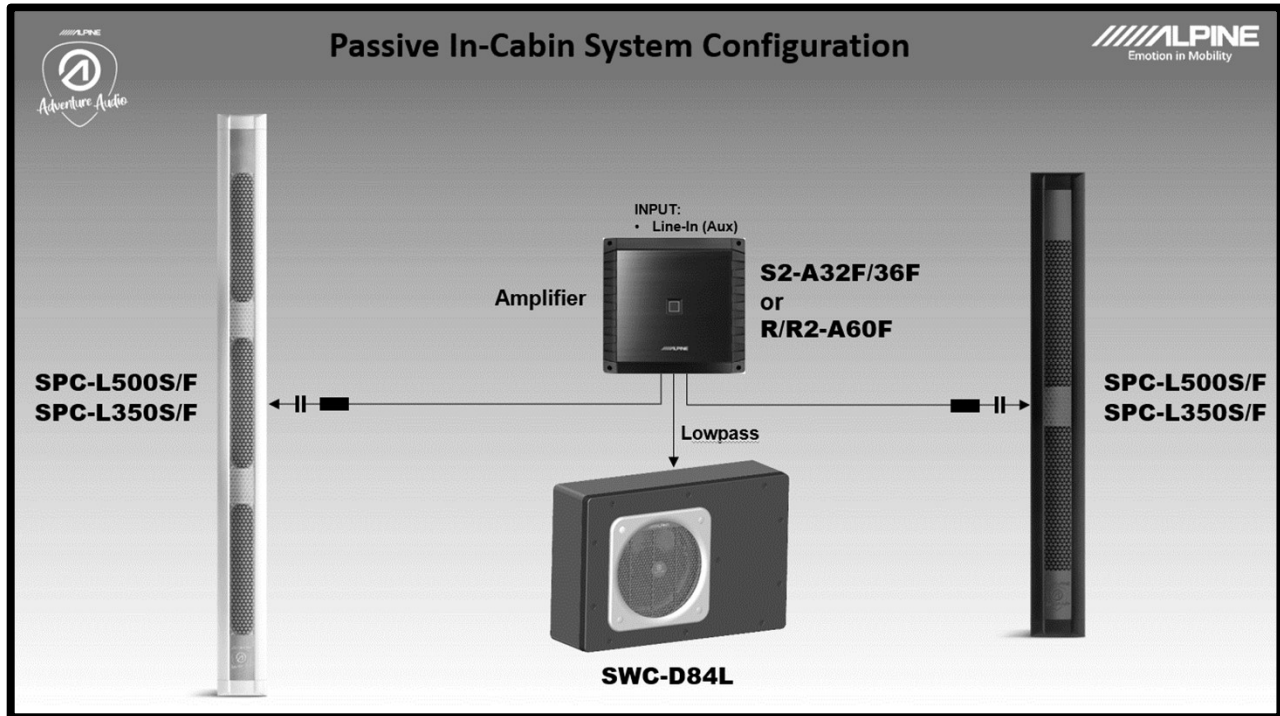 ALPINE
Adventure Audio
Passive In-Cabin System Configuration
ALPINE
Emotion in Mobility
INPUT:
• Line-In (Aux)
Amplifier
S2-A32F/36F
or
R/R2-A60F
ALPINE
SPC-L500S/F
SPC-L350S/F
SPC-L500S/F
SPC-L350S/F
Lowpass
SWC-D84L